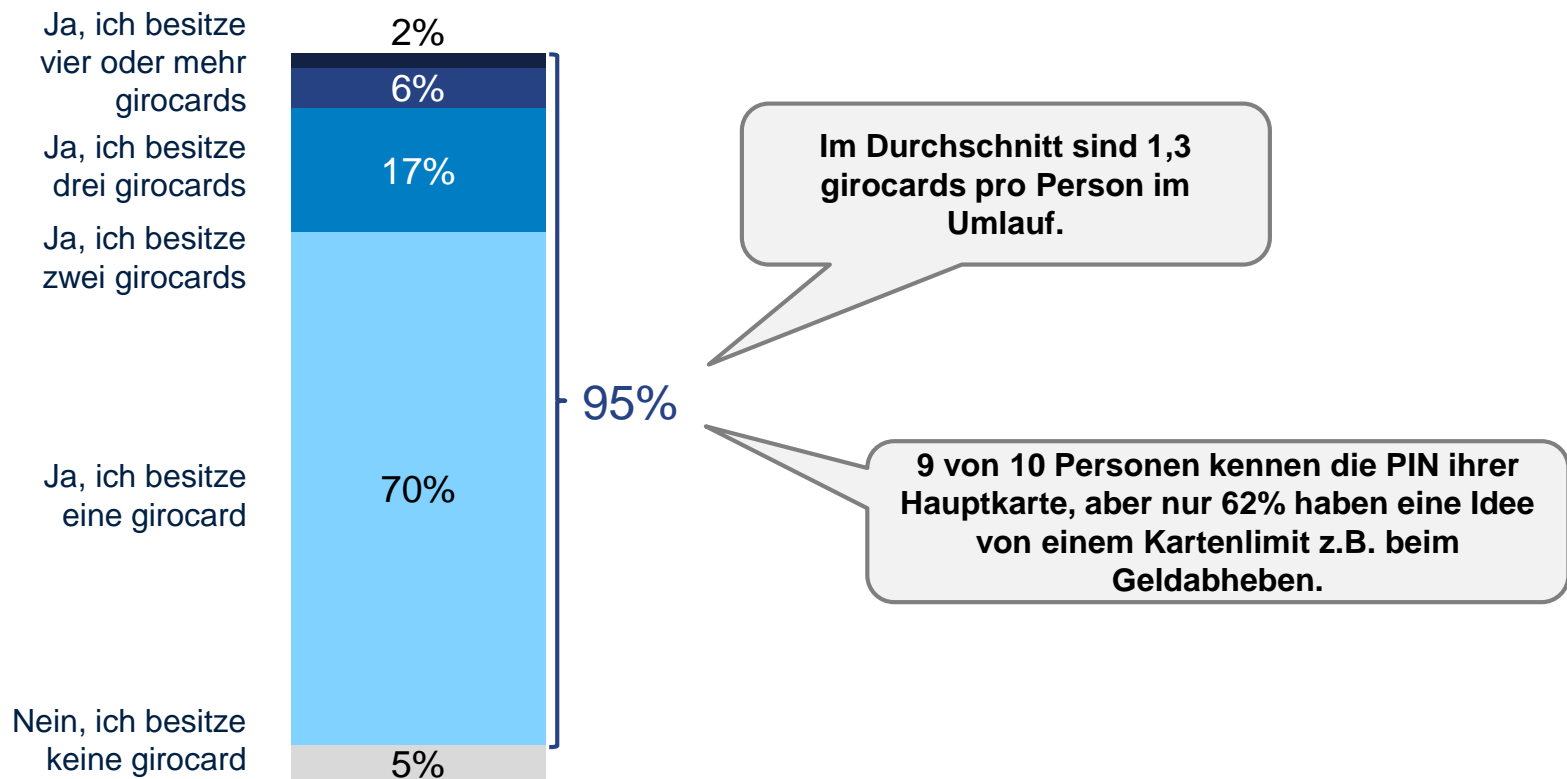 Ja, ich besitze
vier oder mehr
girocards
2%
6%
Ja, ich besitze
drei girocards
17%
Ja, ich besitze
zwei girocards
Ja, ich besitze
eine girocard
70%
Nein, ich besitze
keine girocard
5%
95%
Im Durchschnitt sind 1,3
girocards pro Person im
Umlauf.
9 von 10 Personen kennen die PIN ihrer
Hauptkarte, aber nur 62% haben eine Idee
von einem Kartenlimit z.B. beim
Geldabheben.